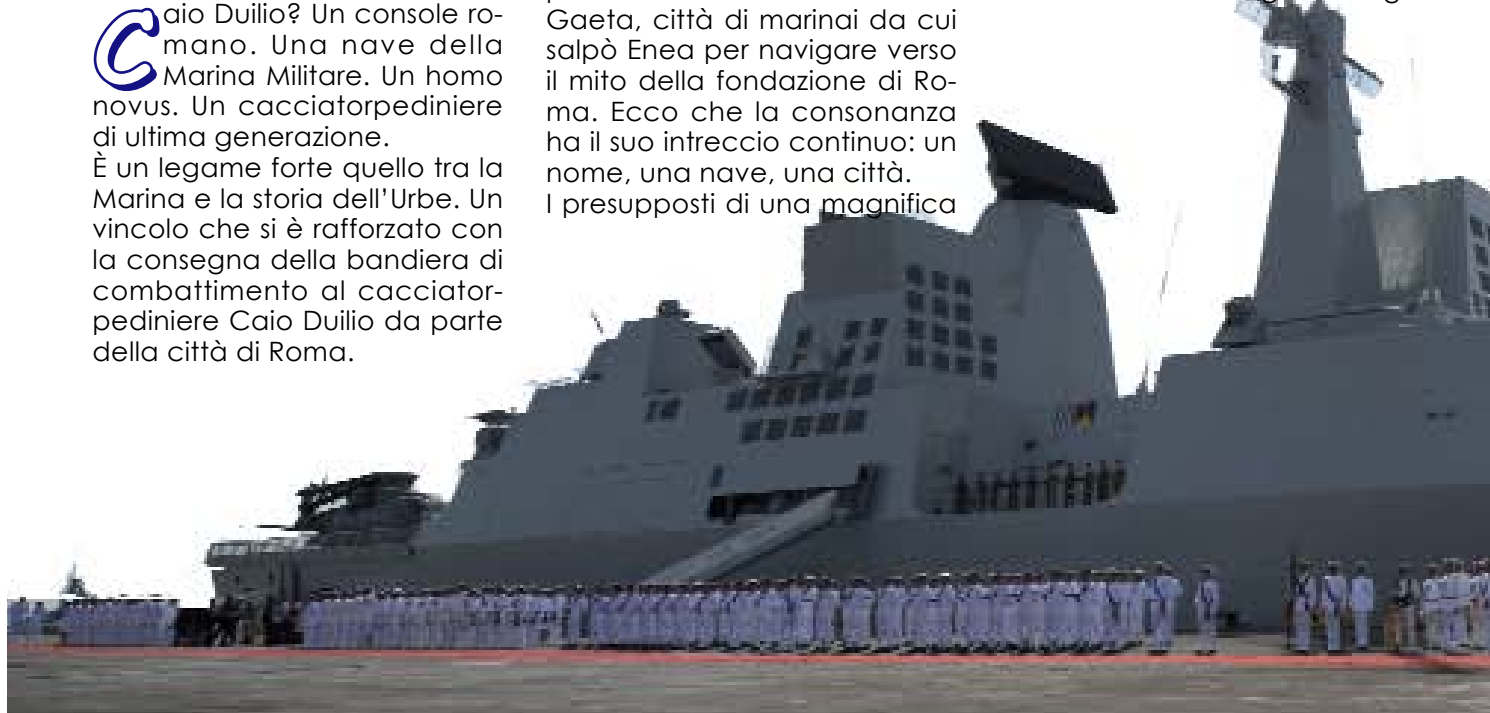 Caio Duilio? Un console ro-
mano. Una nave della
Marina Militare. Un homo
novus. Un cacciatorpediniere
di ultima generazione.
È un legame forte quello tra la
Marina e la storia dell’Urbe. Un
vincolo che si è rafforzato con
la consegna della bandiera di
combattimento al cacciator-
pediniere Caio Duilio da parte
della città di Roma.
Gaeta, città di marinai da cui
salpò Enea per navigare verso
il mito della fondazione di Ro-
ma. Ecco che la consonanza
ha il suo intreccio continuo: un
nome, una nave, una città.
I presupposti di una magnifica